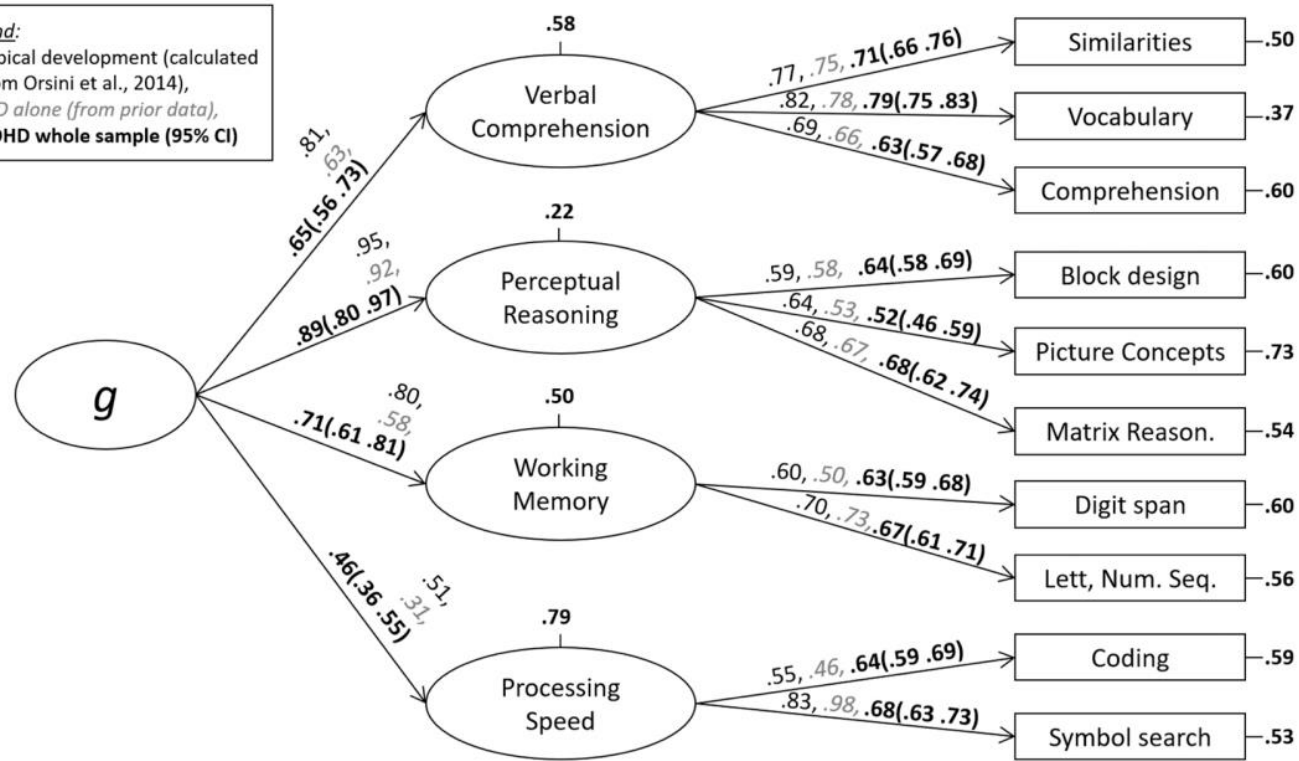 pical development (calculated
Orsini et al., 2014),
alone (from prior data),
whole sample (95% CI)
g
.81,
.63,
.65(.56 .73)
.95,
.92,
.89(.80 .97)
.80,
.58,
.71(.61 .81)
.51,
.31,
.46(.36 .55)
.58
Verbal
Comprehension
.77, .75, .71(.66 .76)
.82, .78, .79(.75 .83)
.69, .66, .63(.57 .68)
Similarities
.50
Vocabulary
.37
Comprehension
.60
.22
Perceptual
Reasoning
.59, .58, .64(.58 .69)
.64, .53, .52(.46 .59)
.68, .67, .68(.62 .74)
Block design
.60
Picture Concepts
.73
Matrix Reason.
.54
.50
Working
Memory
.60, .50, .63(.59 .68)
.70, .73, .67(.61 .71)
Digit span
.60
Lett, Num. Seq.
.56
.79
Processing
Speed
.55, .46, .64(.59 .69)
.83, .98, .68(.63 .73)
Coding
.59
Symbol search
.53